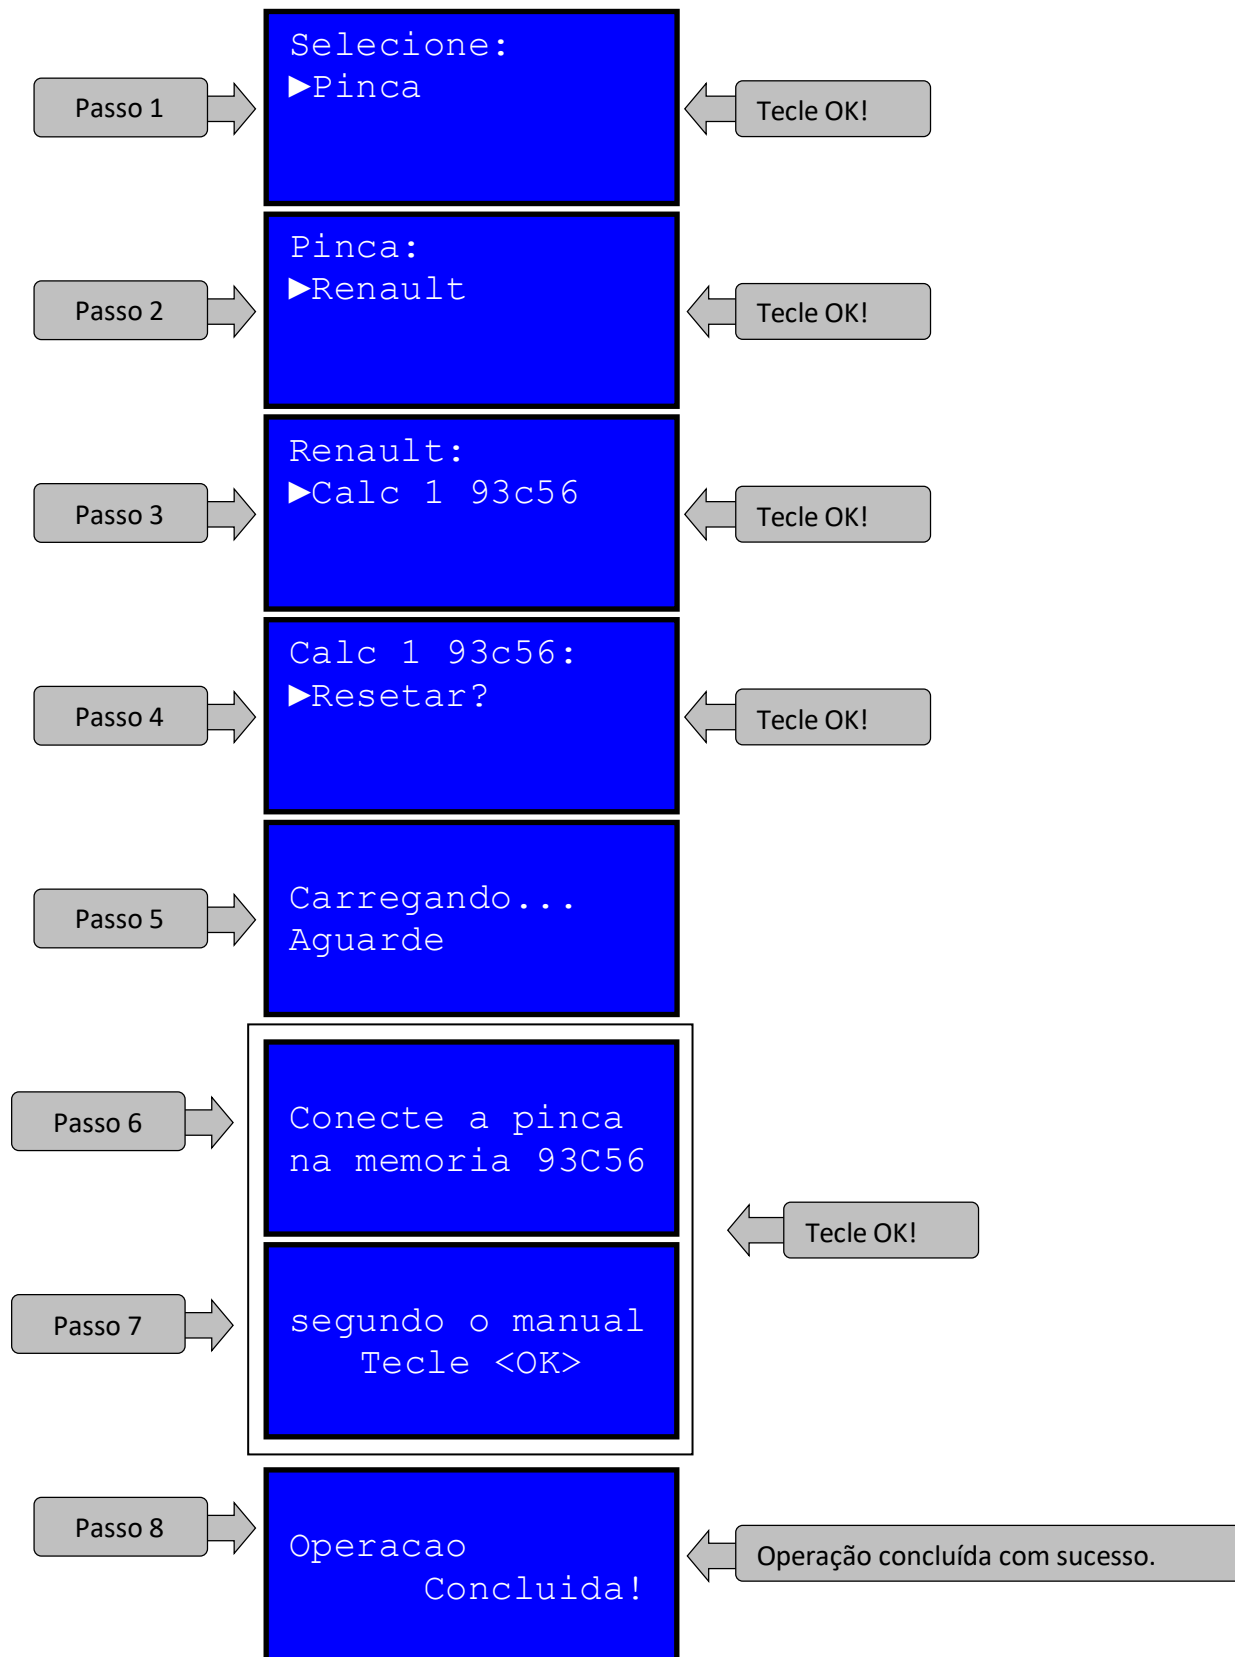 Selecione:
►Pinca
Passo 1
Tecle OK!
Pinca:
►Renault
Passo 2
Tecle OK!
Renault:
►Calc 1 93c56
Passo 3
Tecle OK!
Calc 1 93c56:
►Resetar?
Passo 4
Tecle OK!
Carregando...
Aguarde
Passo 5
Conecte a pinca
na memoria 93C56
Passo 6
Tecle OK!
segundo o manual
Tecle <OK>
Passo 7
Passo 8
Operacao
Concluida!
Operação concluída com sucesso.